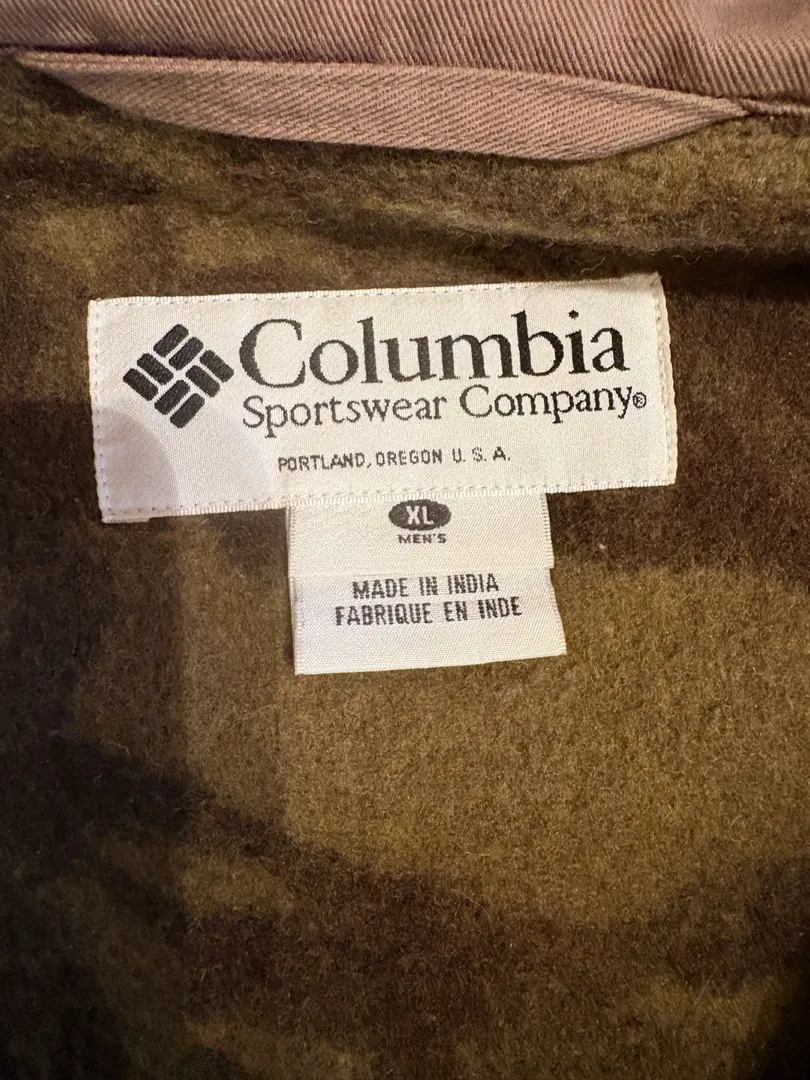 Columbia
Sportswear Company®
PORTLAND, OREGON U. S. A.
XL
MEN'S
MADE IN INDIA
FABRIQUE EN INDE